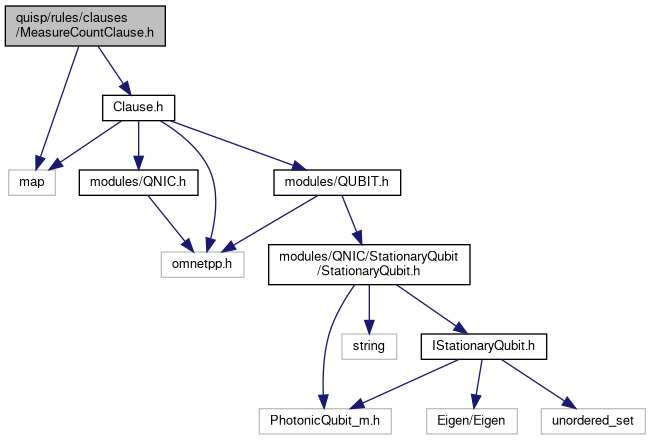 quisp/rules/clauses
/MeasureCountClause.h
Clause.h
map
modules/QNIC.h
modules/QUBIT.h
omnetpp.h
modules/QNIC/StationaryQubit
/StationaryQubit.h
string
IStationaryQubit.h
PhotonicQubit_m.h
Eigen/Eigen
unordered_set